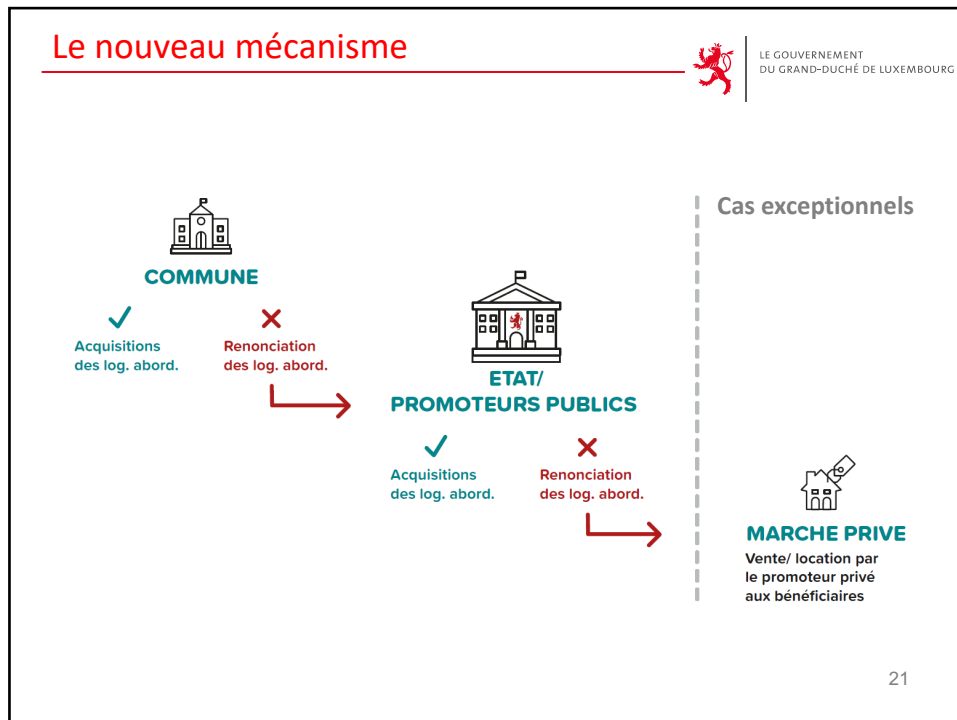 Le nouveau mécanisme
LE GOUVERNEMENT
DU GRAND-DUCHÉ DE LUXEMBOURG
Cas exceptionnels
COMMUNE
Acquisitions
des log. abord.
Renonciation
des log. abord.
ETAT/
PROMOTEURS PUBLICS
Acquisitions
des log. abord.
Renonciation
des log. abord.
MARCHE PRIVE
Vente/ location par
le promoteur privé
aux bénéficiaires
21